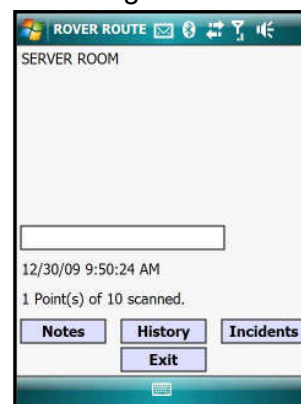 ROVER ROUTE
SERVER ROOM
12/30/09 9:50:24 AM
1 Point(s) of 10 scanned.
Notes History Incidents
Exit